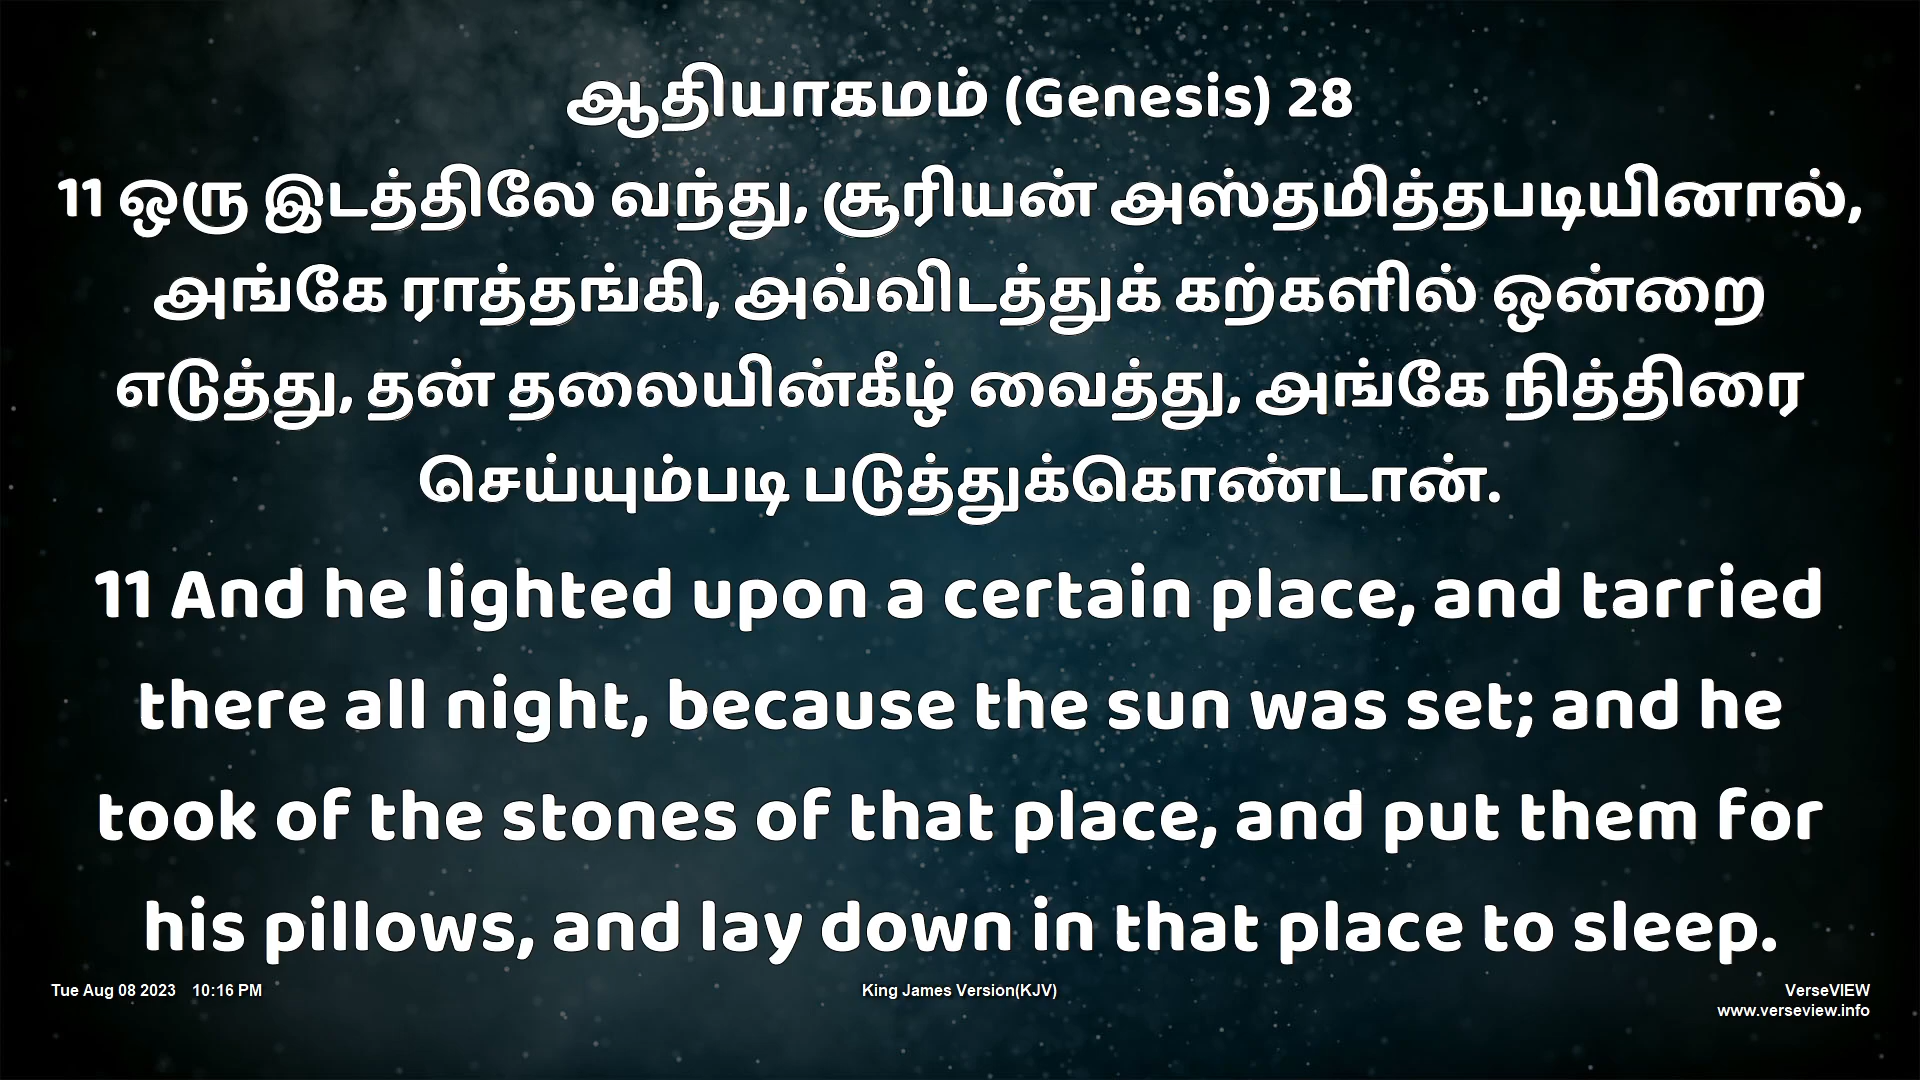 ஆதியாகமம் (Genesis) 28
11 ஒரு இடத்திலே வந்து, சூரியன் அஸ்தமித்தபடியினால்,
அங்கே ராத்தங்கி, அவ்விடத்துக் கற்களில் ஒன்றை
எடுத்து, தன் தலையின்கீழ் வைத்து, அங்கே நித்திரை
செய்யும்படி படுத்துக்கொண்டான்.
11 And he lighted upon a certain place, and tarried
there all night, because the sun was set; and he
took of the stones of that place, and put them for
his pillows, and lay down in that place to sleep.
Tue Aug 08 2023 10:16 PM
King James Version(KJV)
VerseVIEW
www.verseview.info